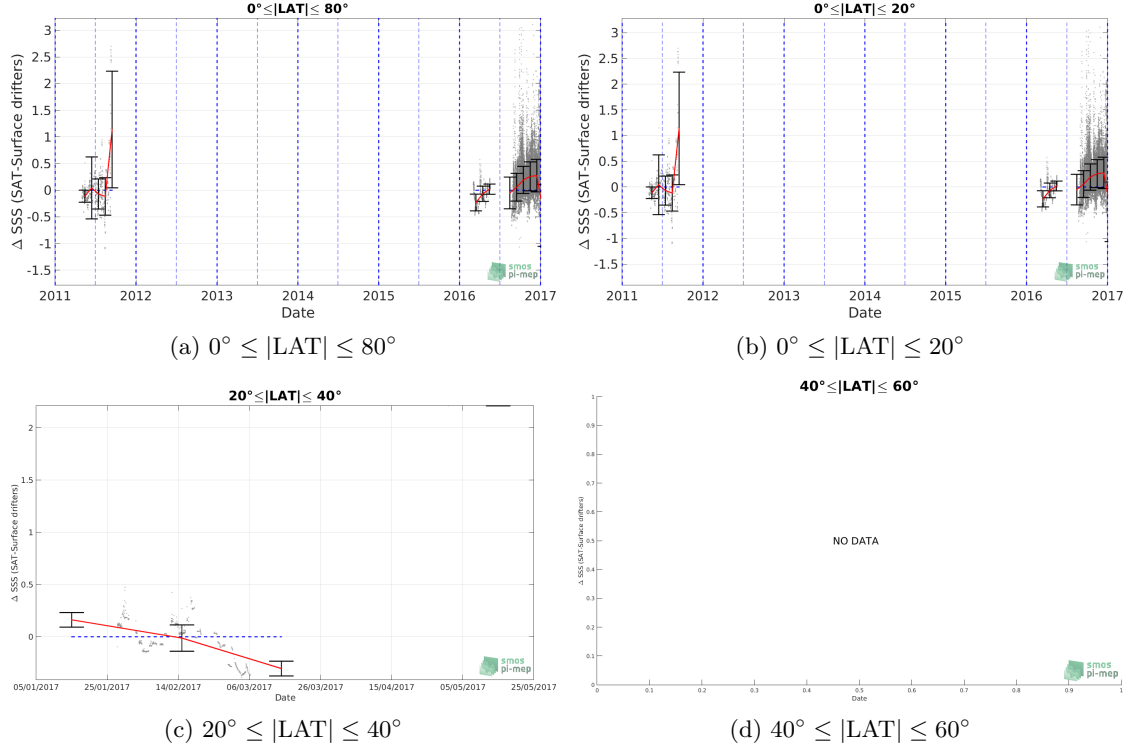 0°≤|LAT|≤ 80°
Δ SSS (SAT-Surface drifters)
3
2.5
2
1.5
1
0.5
0
-0.5
-1
-1.5
2011 2012 2013 2014 2015 2016 2017
Date
smos
pi-mep
(a) 0° ≤ |LAT| ≤ 80°
0°≤|LAT|≤ 20°
Δ SSS (SAT-Surface drifters)
3
2.5
2
1.5
1
0.5
0
-0.5
-1
-1.5
2011 2012 2013 2014 2015 2016 2017
Date
smos
pi-mep
(b) 0° ≤ |LAT| ≤ 20°
20°≤|LAT|≤ 40°
Δ SSS (SAT-Surface drifters)
2
1.5
1
0.5
0
05/01/2017 25/01/2017 14/02/2017 06/03/2017 26/03/2017 15/04/2017 05/05/2017 25/05/2017
Date
smos
pi-mep
(c) 20° ≤ |LAT| ≤ 40°
40°≤|LAT|≤ 60°
Δ SSS (SAT-Surface drifters)
1
0.9
0.8
0.7
0.6
0.5
0.4
0.3
0.2
0.1
0
NO DATA
0 0.1 0.2 0.3 0.4 0.5 0.6 0.7 0.8 0.9 1
Date
smos
pi-mep
(d) 40° ≤ |LAT| ≤ 60°